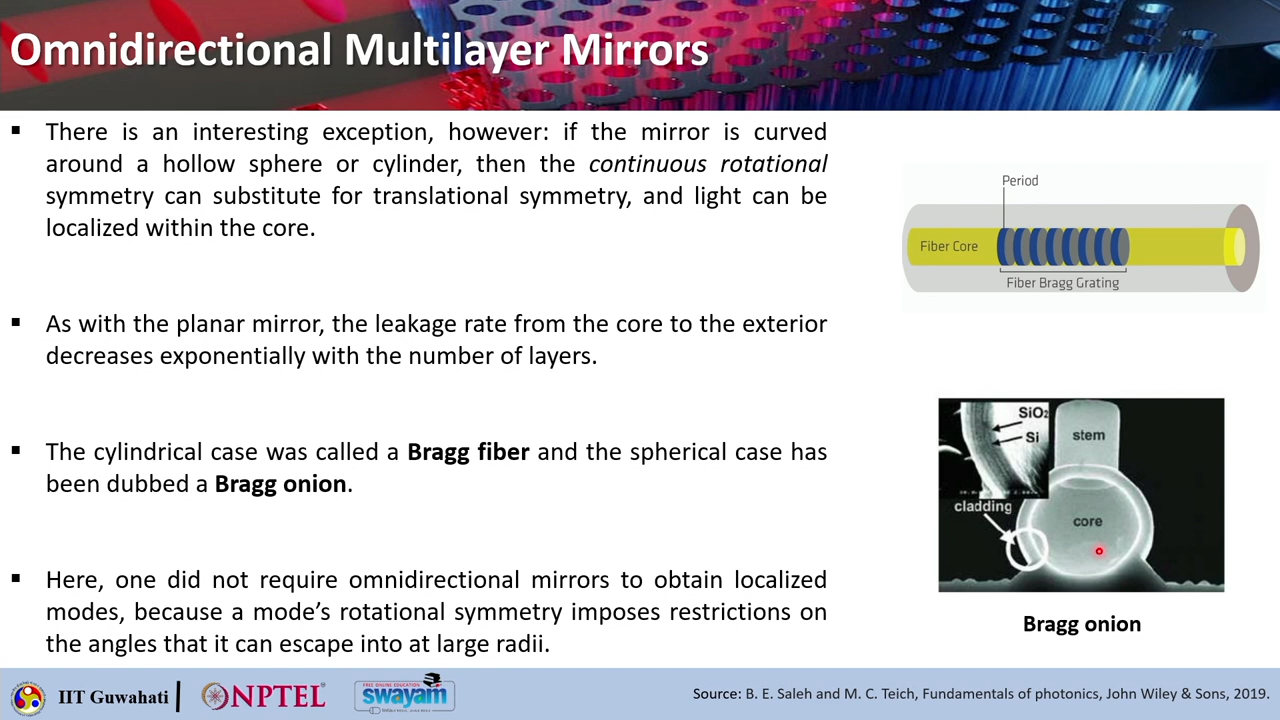 Omnidirectional Multilayer Mirrors
▪ There is an interesting exception, however: if the mirror is curved
around a hollow sphere or cylinder, then the continuous rotational
symmetry can substitute for translational symmetry, and light can be
localized within the core.
▪ As with the planar mirror, the leakage rate from the core to the exterior
decreases exponentially with the number of layers.
▪ The cylindrical case was called a Bragg fiber and the spherical case has
been dubbed a Bragg onion.
▪ Here, one did not require omnidirectional mirrors to obtain localized
modes, because a mode's rotational symmetry imposes restrictions on
the angles that it can escape into at large radii.
Period
Fiber Core
Fiber Bragg Grating
SiO₂
Si
stem
cladding
core
Bragg onion
IIT Guwahati
NPTEL
FREE ONLINE EDUCATION
swayam
Source: B. E. Saleh and M. C. Teich, Fundamentals of photonics, John Wiley & Sons, 2019.